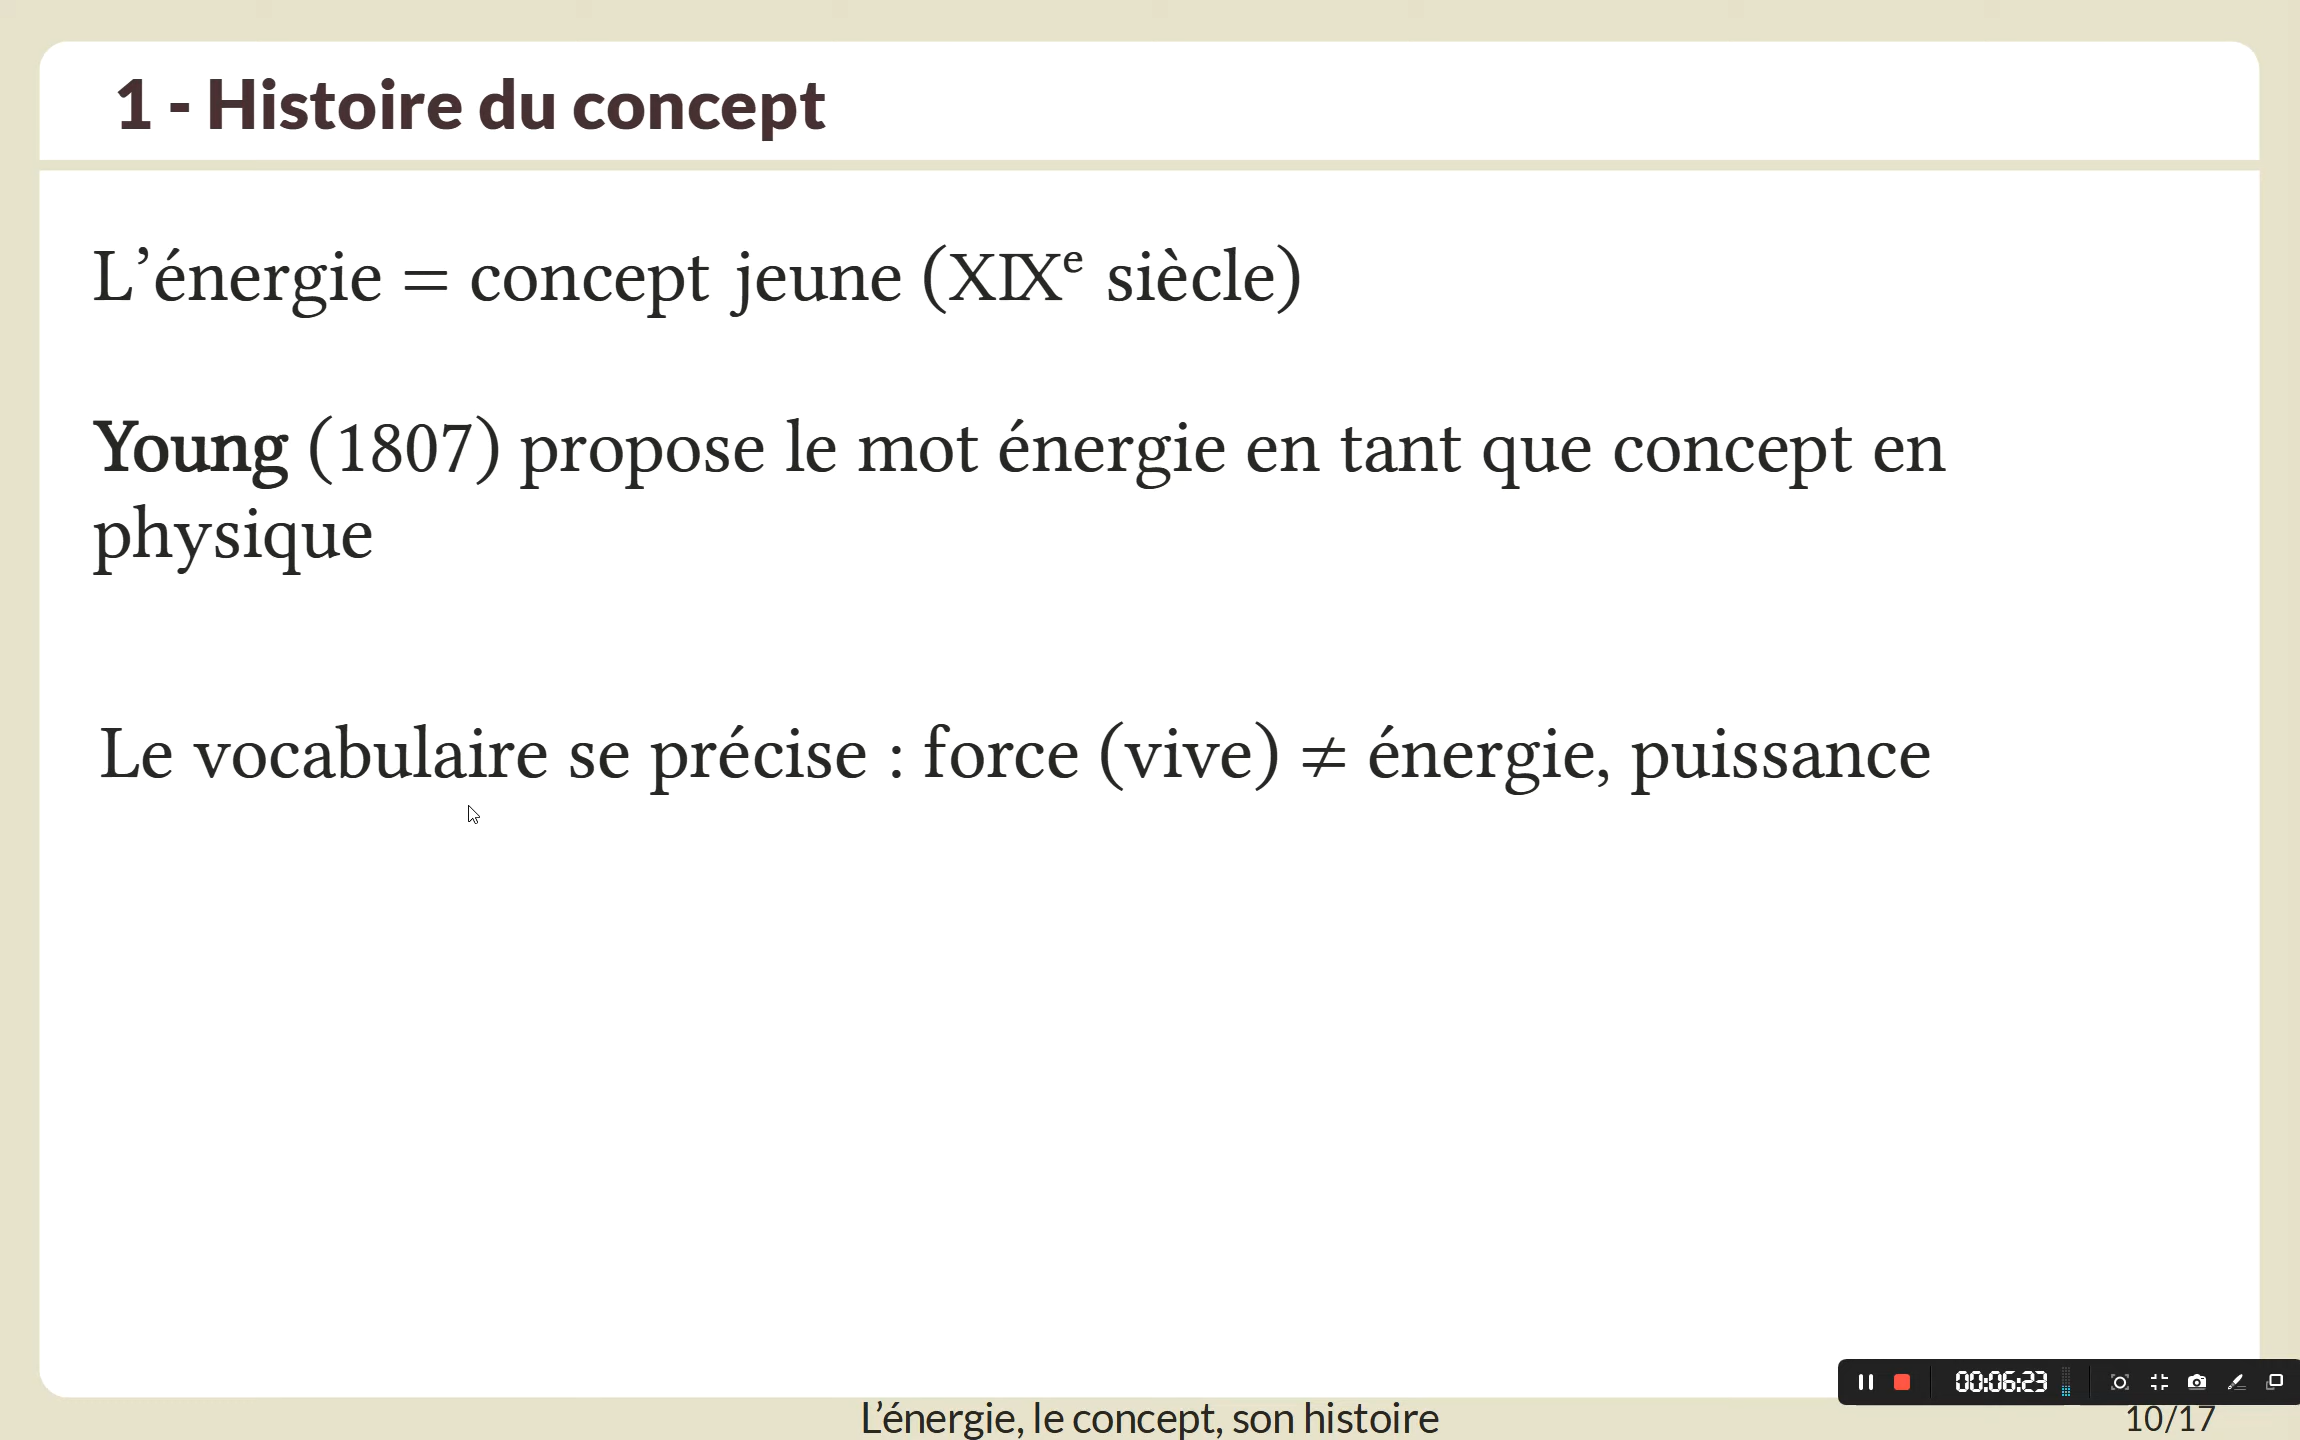 1 - Histoire du concept
L’énergie = concept jeune (XIXᵉ siècle)
Young (1807) propose le mot énergie en tant que concept en
physique
Le vocabulaire se précise : force (vive) ≠ énergie, puissance
00:06:23
L’énergie, le concept, son histoire
10/17